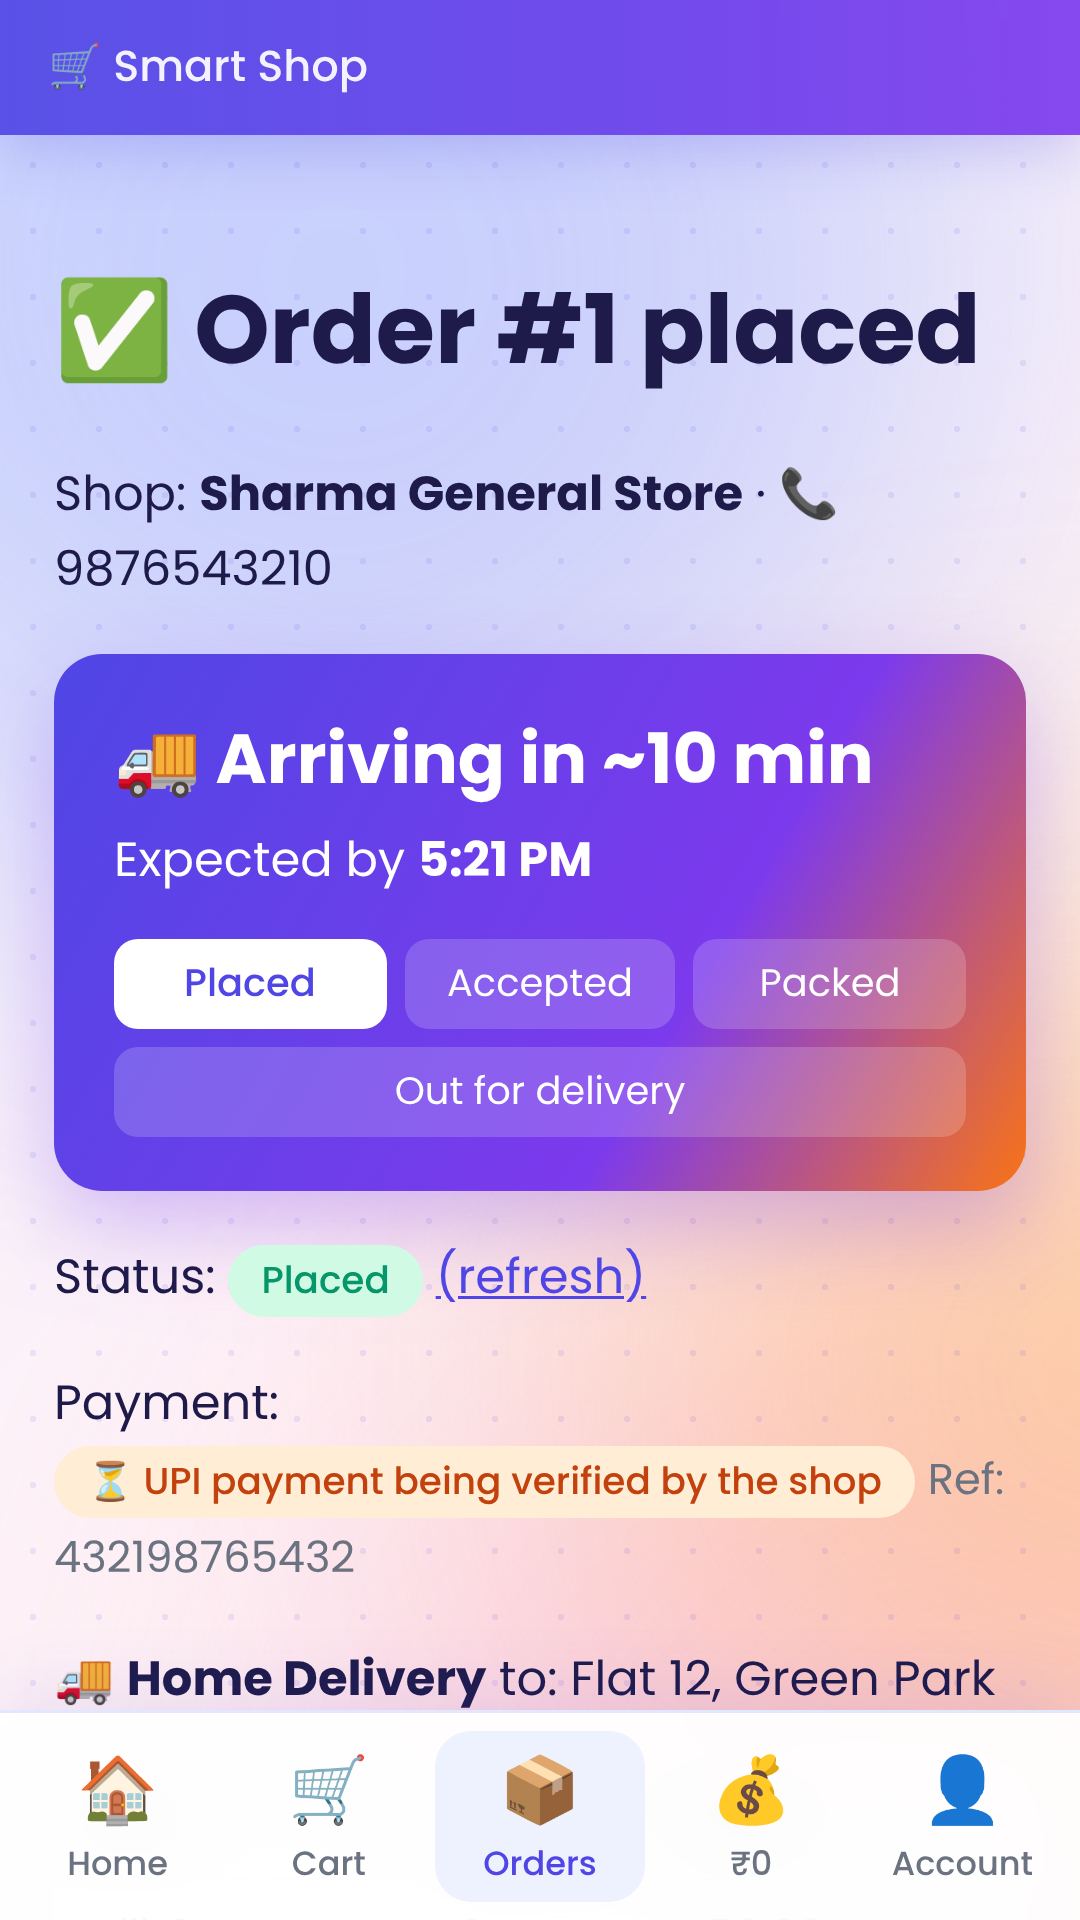 🛒 Smart Shop
✅ Order #1 placed
Shop: Sharma General Store · 📞
9876543210
🚚 Arriving in ~10 min
Expected by 5:21 PM
Placed Accepted Packed
Out for delivery
Status: Placed (refresh)
Payment:
⏳ UPI payment being verified by the shop Ref:
432198765432
🚚 Home Delivery to: Flat 12, Green Park
Home Cart Orders ₹0 Account